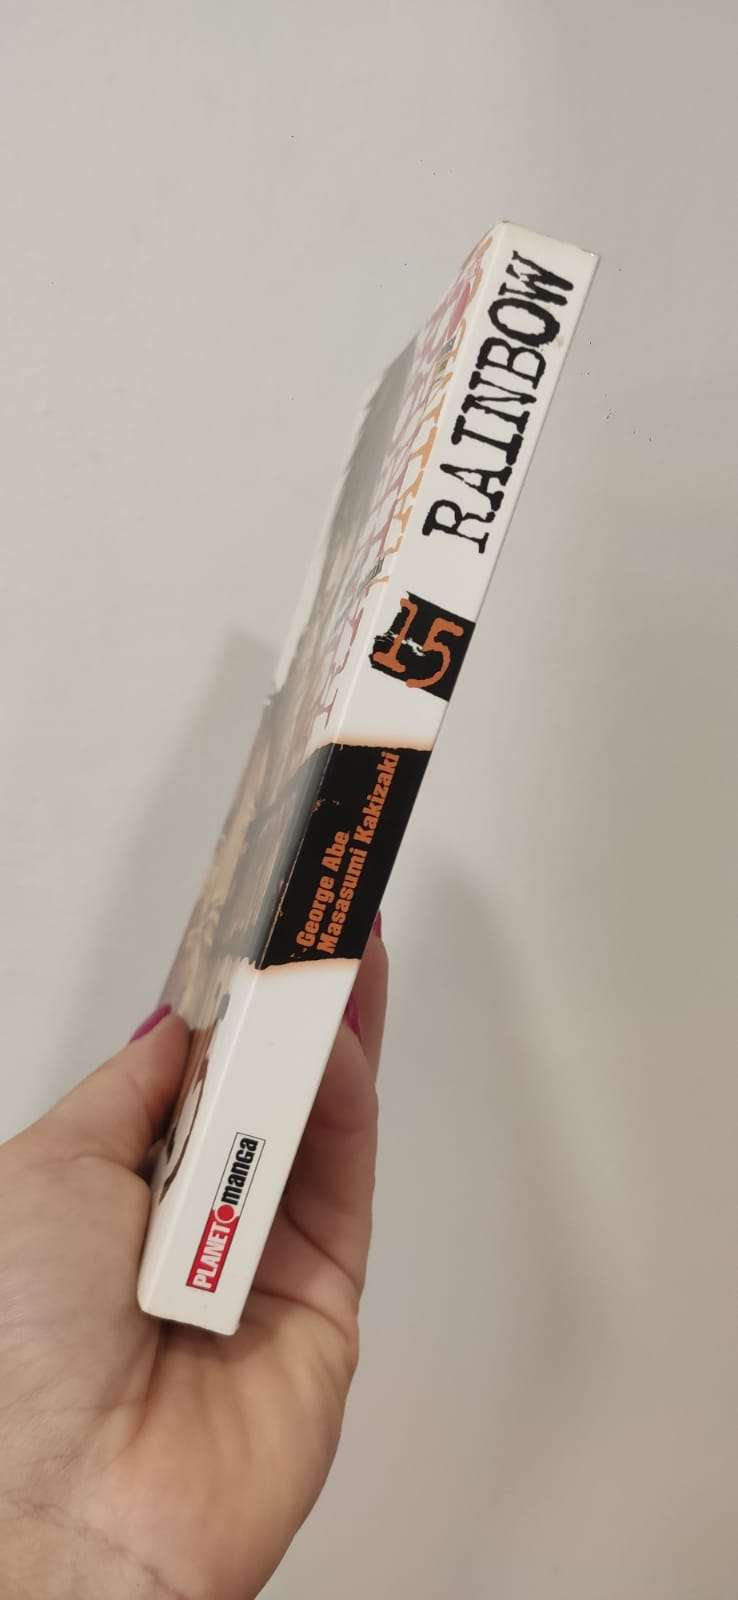 RAINBOW
15
George Abe
Masasumi Kakizaki
PLANET manga